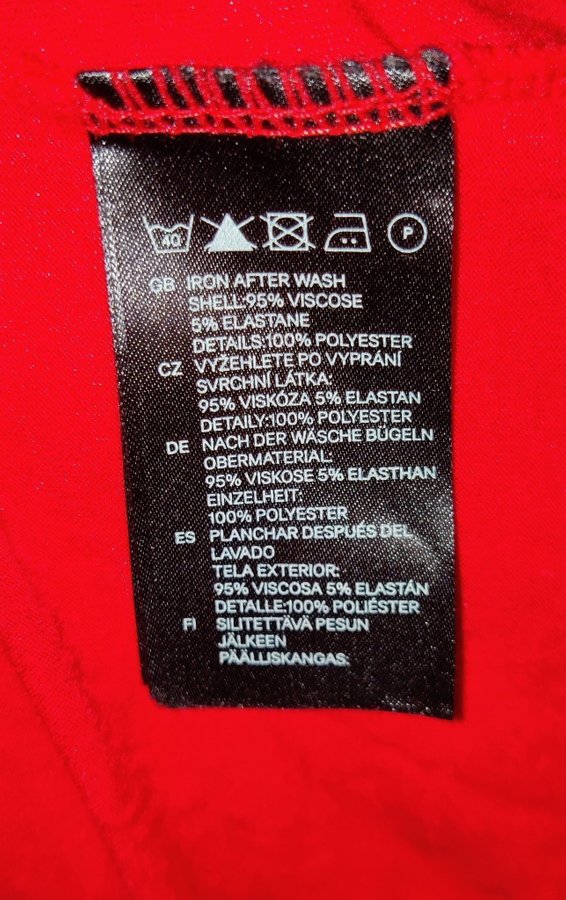 40
P
GB IRON AFTER WASH
SHELL:95% VISCOSE
5% ELASTANE
DETAILS:100% POLYESTER
CZ VYŽEHLETE PO VYPRÁNÍ
SVRCHNÍ LÁTKA:
95% VISKÓZA 5% ELASTAN
DETAILY:100% POLYESTER
DE NACH DER WÄSCHE BÜGELN
OBERMATERIAL:
95% VISKOSE 5% ELASTHAN
EINZELHEIT:
100% POLYESTER
ES PLANCHAR DESPUÉS DEL
LAVADO
TELA EXTERIOR:
95% VISCOSA 5% ELASTÁN
DETALLE:100% POLIÉSTER
FI SILITETTÄVÄ PESUN
JÄLKEEN
PÄÄLLISKANGAS: